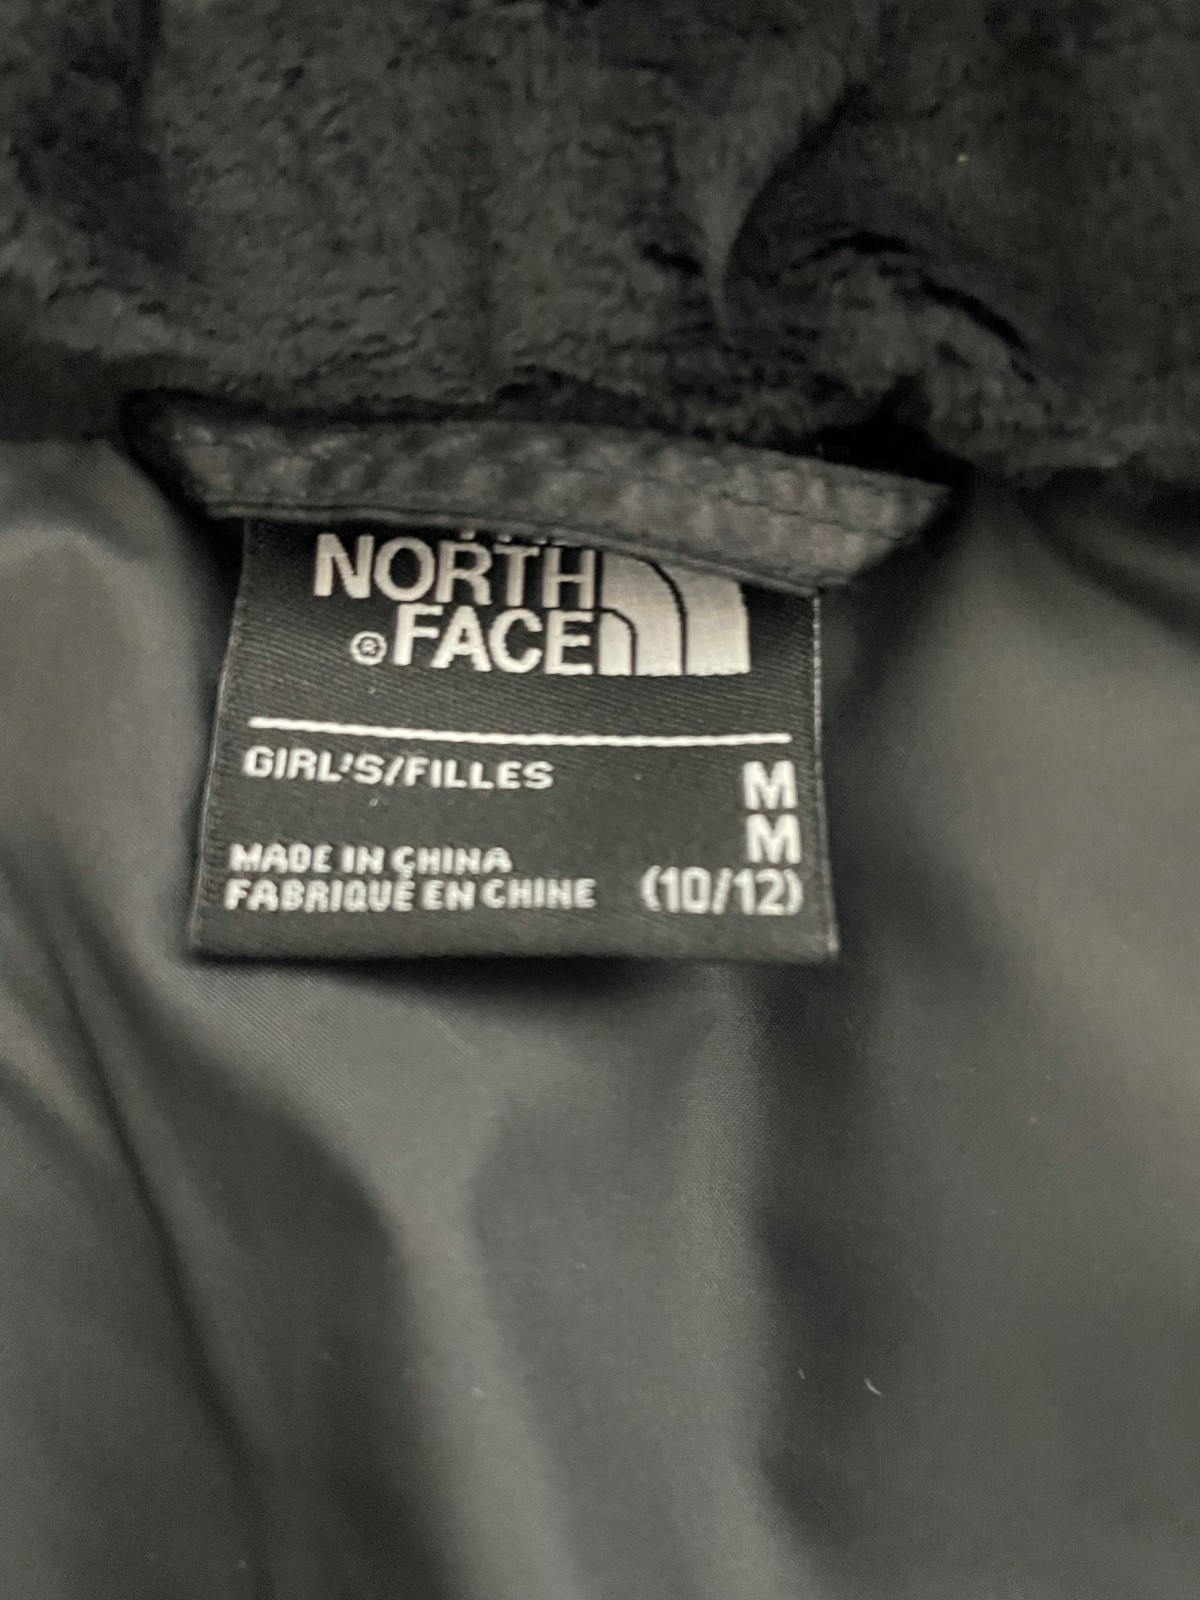 NORTH
® FACE
GIRL'S/FILLES M
M
MADE IN CHINA
FABRIQUÉ EN CHINE (10/12)